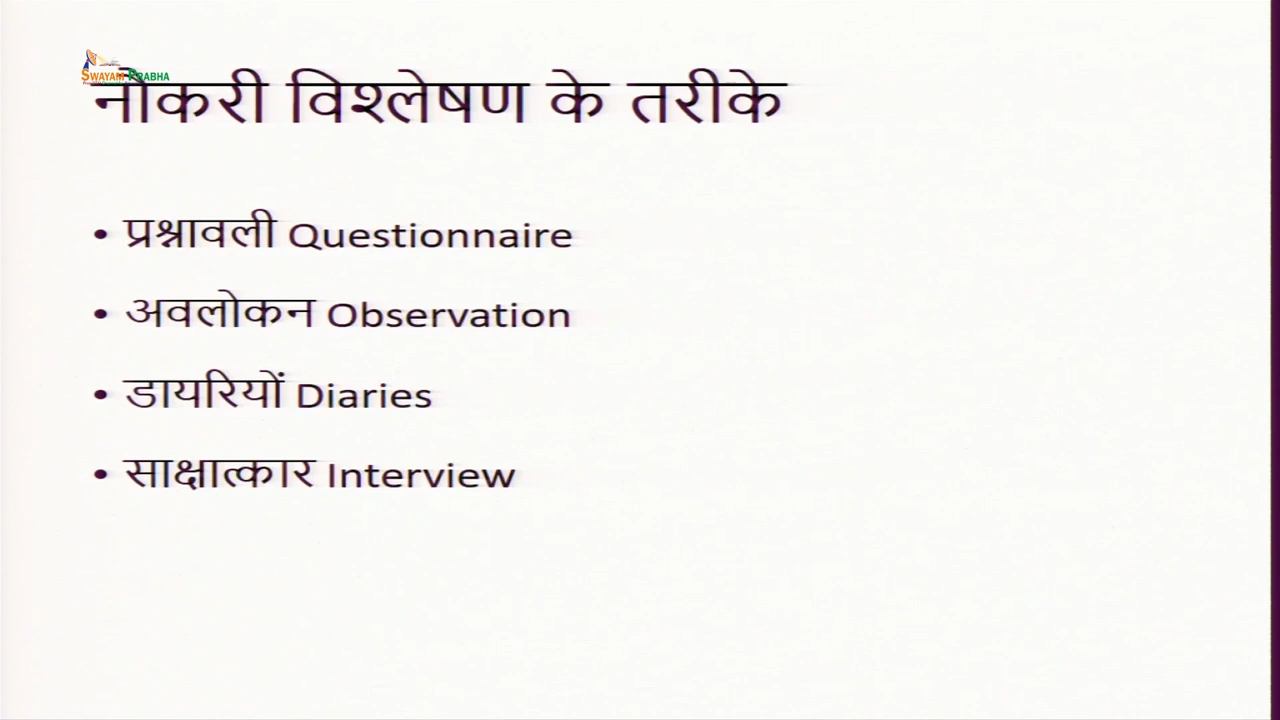 SWAYAM PRABHA
नौकरी विश्लेषण के तरीके
• प्रश्नावली Questionnaire
• अवलोकन Observation
• डायरियों Diaries
• साक्षात्कार Interview